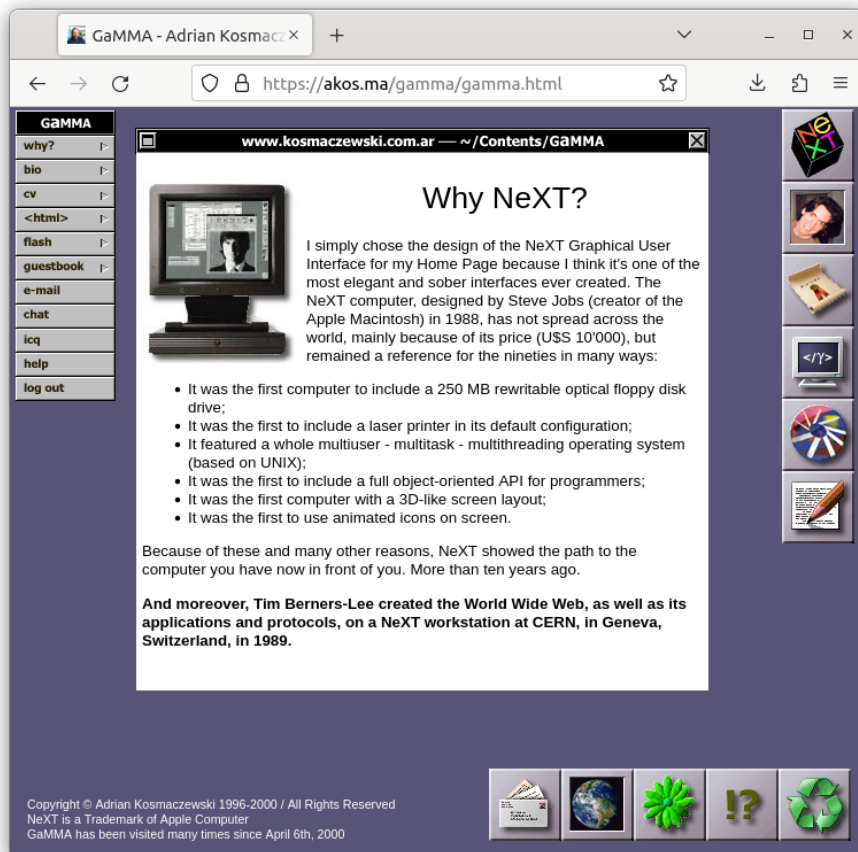 GaMMA - Adrian Kosmacz
https://akos.ma/gamma/gamma.html
GaMMA
why?
bio
cv
<html>
flash
guestbook
e-mail
chat
icq
help
log out
www.kosmaczewski.com.ar — ~/Contents/GaMMA
Why NeXT?
I simply chose the design of the NeXT Graphical User
Interface for my Home Page because I think it's one of the
most elegant and sober interfaces ever created. The
NeXT computer, designed by Steve Jobs (creator of the
Apple Macintosh) in 1988, has not spread across the
world, mainly because of its price (U$S 10'000), but
remained a reference for the nineties in many ways:
• It was the first computer to include a 250 MB rewritable optical floppy disk
drive;
• It was the first to include a laser printer in its default configuration;
• It featured a whole multiuser - multitask - multithreading operating system
(based on UNIX);
• It was the first to include a full object-oriented API for programmers;
• It was the first computer with a 3D-like screen layout;
• It was the first to use animated icons on screen.
Because of these and many other reasons, NeXT showed the path to the
computer you have now in front of you. More than ten years ago.
And moreover, Tim Berners-Lee created the World Wide Web, as well as its
applications and protocols, on a NeXT workstation at CERN, in Geneva,
Switzerland, in 1989.
NeXT
</?>
!?
Copyright © Adrian Kosmaczewski 1996-2000 / All Rights Reserved
NeXT is a Trademark of Apple Computer
GaMMA has been visited many times since April 6th, 2000